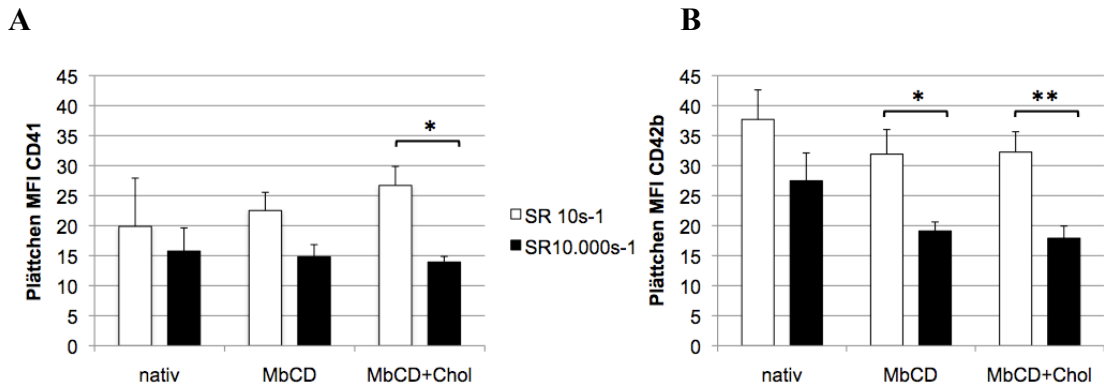 A
Plättchen MFI CD41
45
40
35
30
25
20
15
10
5
0
*
nativ MbCD MbCD+Chol
SR 10s-1
SR10.000s-1
B
Plättchen MFI CD42b
45
40
35
30
25
20
15
10
5
0
* **
nativ MbCD MbCD+Chol